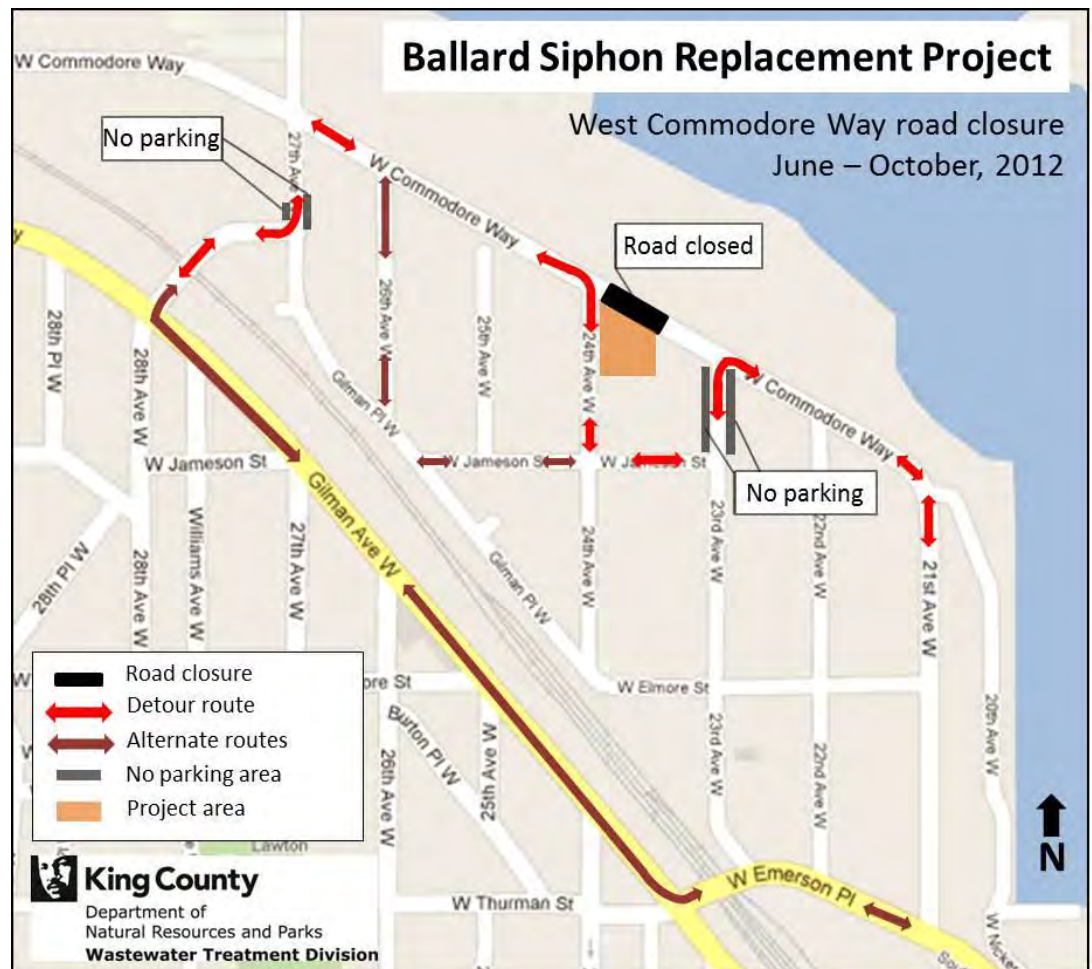 Ballard Siphon Replacement Project
West Commodore Way road closure
June – October, 2012
W Commodore Way
No parking
27th Ave
W Commodore Way
Road closed
28th Pl W
28th Ave W
26th Ave W
25th Ave W
24th Ave W
W Commodore Way
Gilman Pl W
W Jameson St
W Jameson St
W Jameson St
No parking
Gilman Ave W
28th Pl W
28th Ave W
Williams Ave W
27th Ave W
Gilman Pl W
24th Ave W
23rd Ave W
22nd Ave W
21st Ave W
W Elmore St
20th Ave W
Burton Pl W
26th Ave W
25th Ave W
23rd Ave W
22nd Ave W
Road closure
Detour route
Alternate routes
No parking area
Project area
Lawton
N
King County
Department of
Natural Resources and Parks
Wastewater Treatment Division
W Thurman St
W Emerson Pl